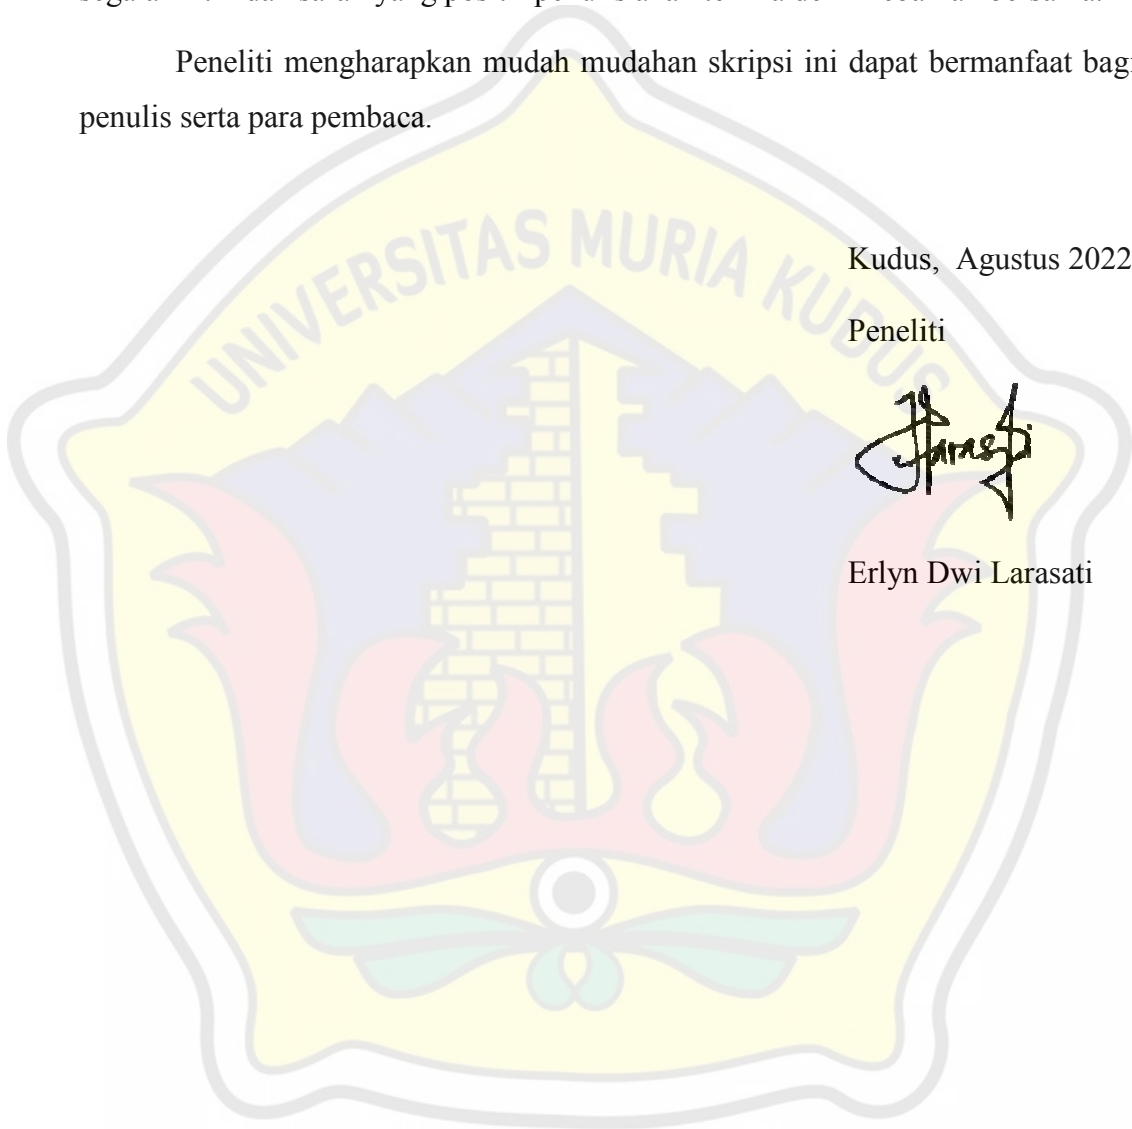 Peneliti mengharapkan mudah mudahan skripsi ini dapat bermanfaat bagi
penulis serta para pembaca.
UNIVERSITAS MURIA KUDUS
Kudus, Agustus 2022
Peneliti
Larasati
Erlyn Dwi Larasati